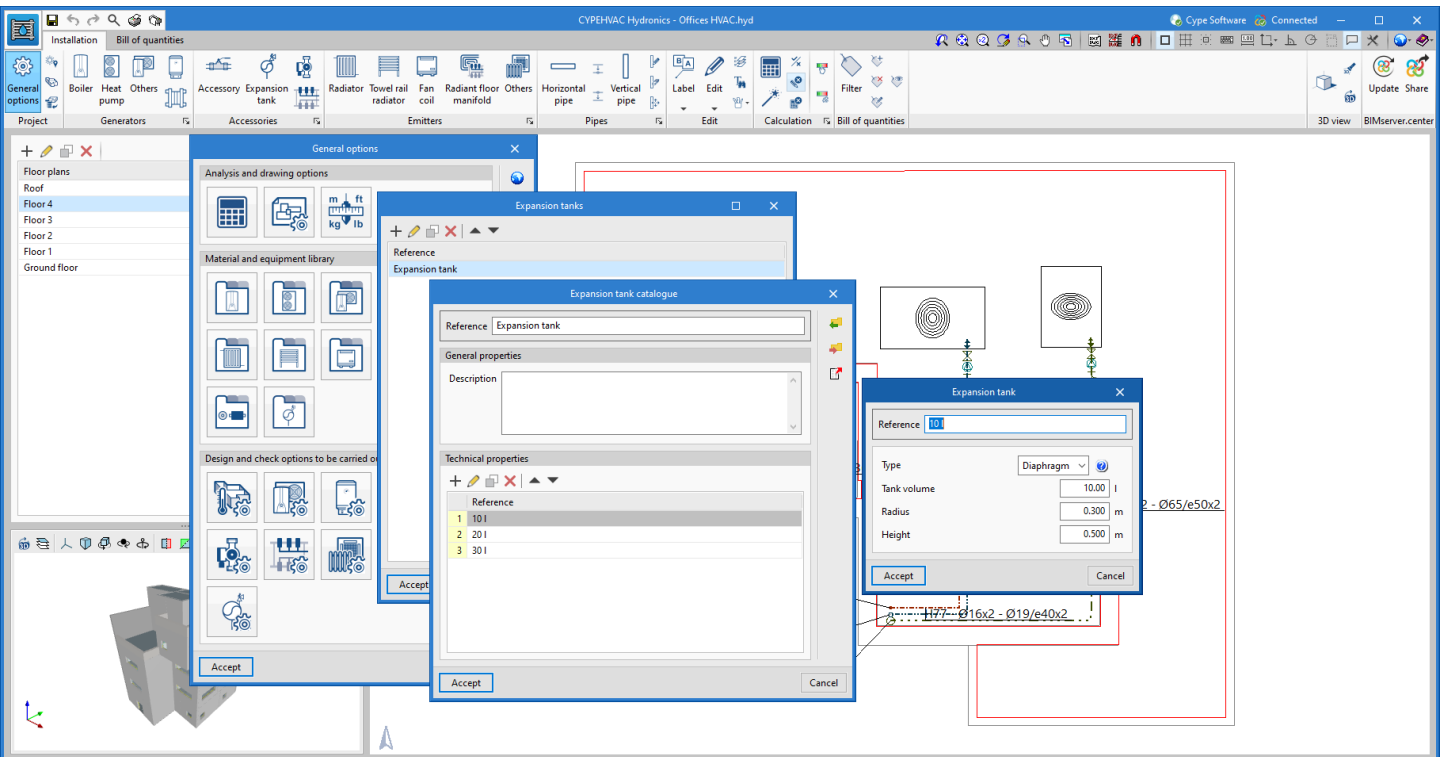 CYPEHVAC Hydronics - Offices HVAC.hyd
Cype Software
Connected
Installation
Bill of quantities
General options
Boiler
Heat pump
Others
Accessory
Expansion tank
Radiator
Towel rail radiator
Fan coil
Radiant floor manifold
Others
Horizontal pipe
Vertical pipe
Label
Edit
Filter
Update
Share
Project
Generators
Accessories
Emitters
Pipes
Edit
Calculation
Bill of quantities
3D view
BIMserver.center
Floor plans
Roof
Floor 4
Floor 3
Floor 2
Floor 1
Ground floor
General options
Analysis and drawing options
m ft
kg lb
Material and equipment library
Design and check options to be carried ou
Accept
Expansion tanks
Reference
Expansion tank
Accept
Expansion tank catalogue
Reference Expansion tank
General properties
Description
Technical properties
Reference
1 10 l
2 20 l
3 30 l
Accept
Cancel
Expansion tank
Reference 10 l
Type Diaphragm
Tank volume 10.00 l
Radius 0.300 m
Height 0.500 m
Accept
Cancel
2 - Ø65/e50x2
H77 - Ø16x2 - Ø19/e40x2